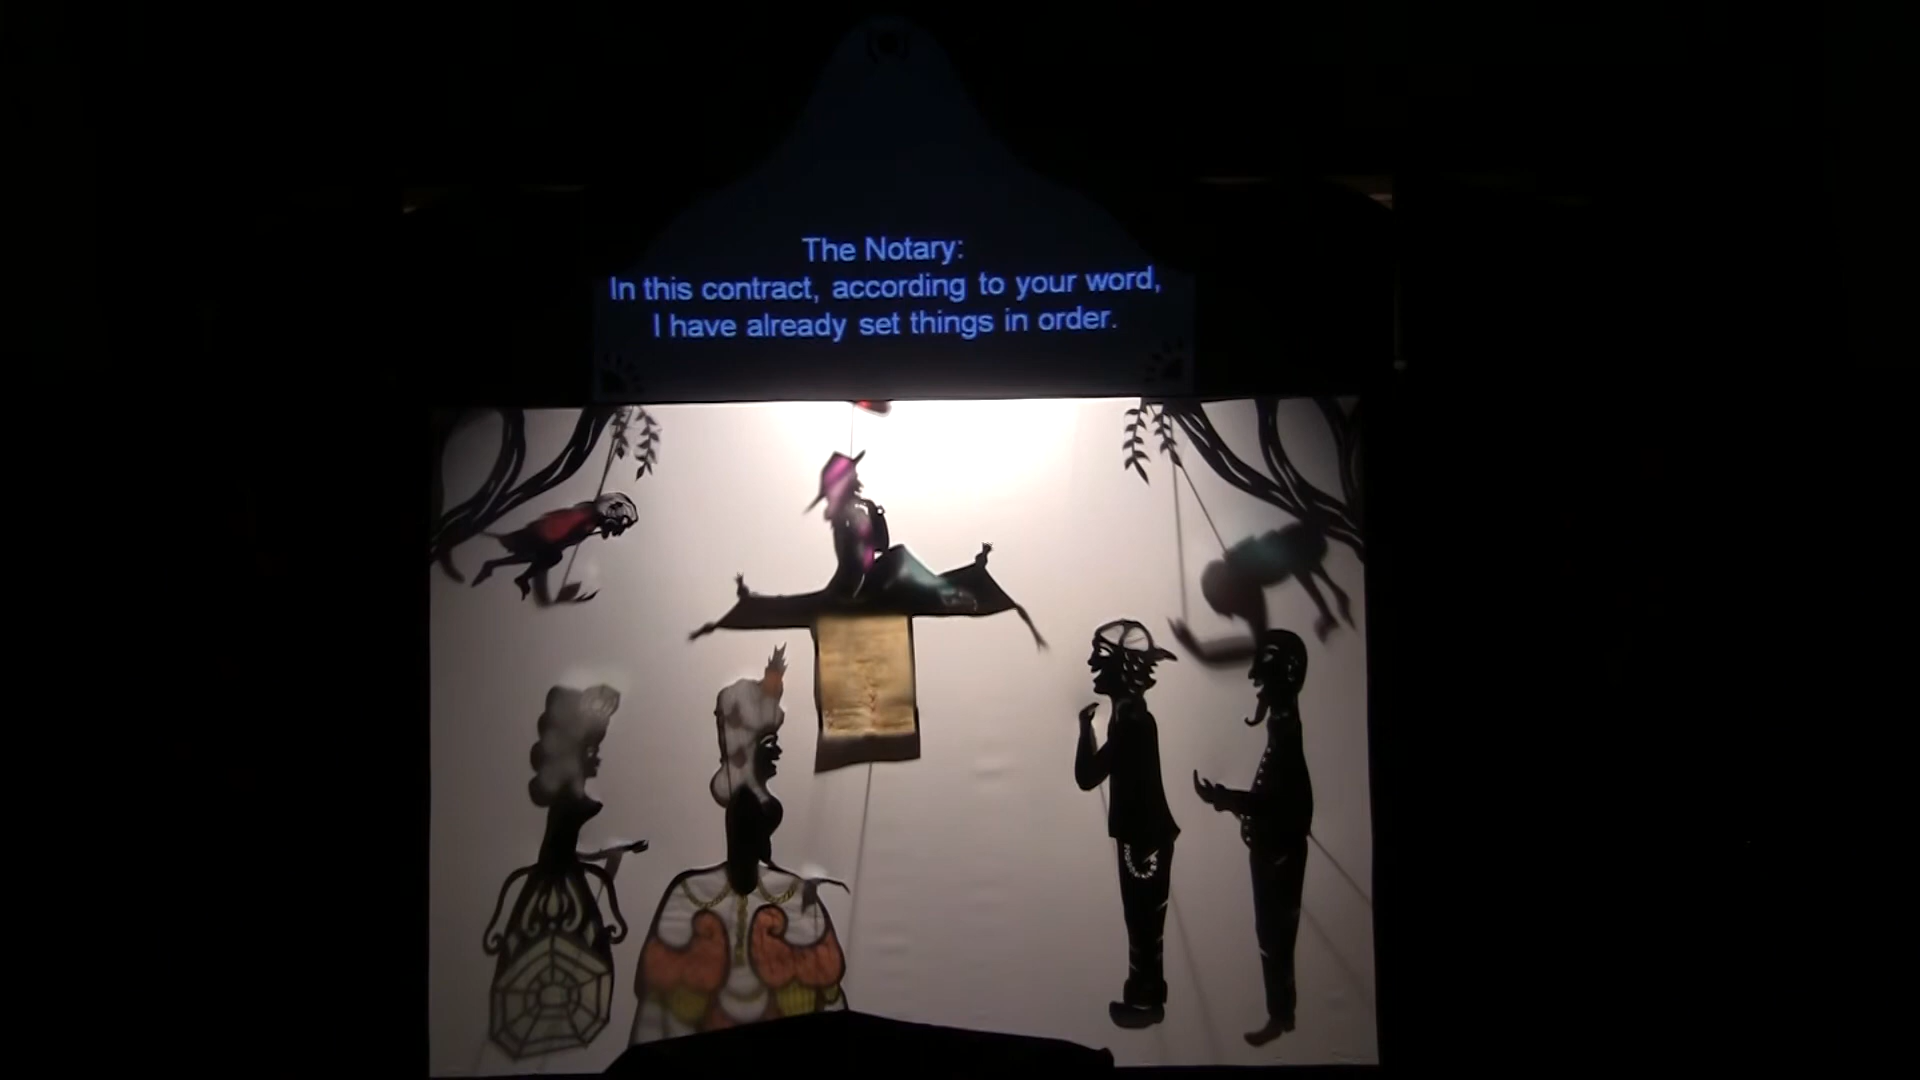 The Notary:
In this contract, according to your word,
I have already set things in order.